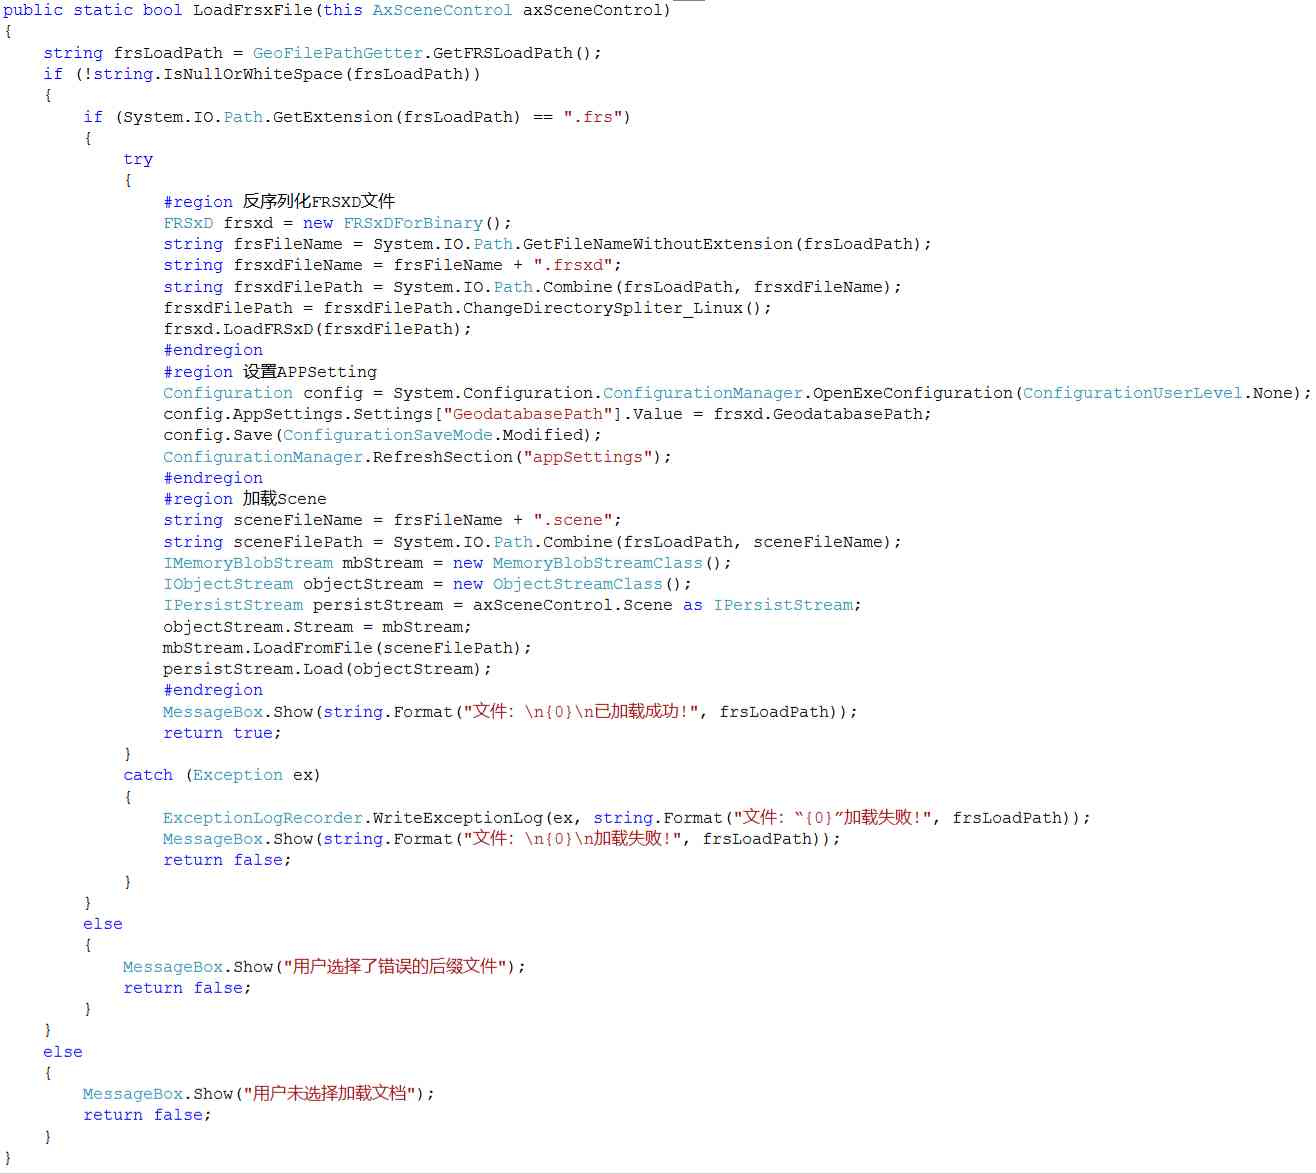 public static bool LoadFrsxFile(this AxSceneControl axSceneControl)
{
    string frsLoadPath = GeoFilePathGetter.GetFRSLoadPath();
    if (!string.IsNullOrWhiteSpace(frsLoadPath))
    {
        if (System.IO.Path.GetExtension(frsLoadPath) == ".frs")
        {
            try
            {
                #region 反序列化FRSXD文件
                FRSxD frsxd = new FRSxDForBinary();
                string frsFileName = System.IO.Path.GetFileNameWithoutExtension(frsLoadPath);
                string frsxdFileName = frsFileName + ".frsxd";
                string frsxdFilePath = System.IO.Path.Combine(frsLoadPath, frsxdFileName);
                frsxdFilePath = frsxdFilePath.ChangeDirectorySpliter_Linux();
                frsxd.LoadFRSxD(frsxdFilePath);
                #endregion
                #region 设置APPSetting
                Configuration config = System.Configuration.ConfigurationManager.OpenExeConfiguration(ConfigurationUserLevel.None);
                config.AppSettings.Settings["GeodatabasePath"].Value = frsxd.GeodatabasePath;
                config.Save(ConfigurationSaveMode.Modified);
                ConfigurationManager.RefreshSection("appSettings");
                #endregion
                #region 加载Scene
                string sceneFileName = frsFileName + ".scene";
                string sceneFilePath = System.IO.Path.Combine(frsLoadPath, sceneFileName);
                IMemoryBlobStream mbStream = new MemoryBlobStreamClass();
                IObjectStream objectStream = new ObjectStreamClass();
                IPersistStream persistStream = axSceneControl.Scene as IPersistStream;
                objectStream.Stream = mbStream;
                mbStream.LoadFromFile(sceneFilePath);
                persistStream.Load(objectStream);
                #endregion
                MessageBox.Show(string.Format("文件：\n{0}\n已加载成功!", frsLoadPath));
                return true;
            }
            catch (Exception ex)
            {
                ExceptionLogRecorder.WriteExceptionLog(ex, string.Format("文件：“{0}”加载失败!", frsLoadPath));
                MessageBox.Show(string.Format("文件：\n{0}\n加载失败!", frsLoadPath));
                return false;
            }
        }
        else
        {
            MessageBox.Show("用户选择了错误的后缀文件");
            return false;
        }
    }
    else
    {
        MessageBox.Show("用户未选择加载文档");
        return false;
    }
}